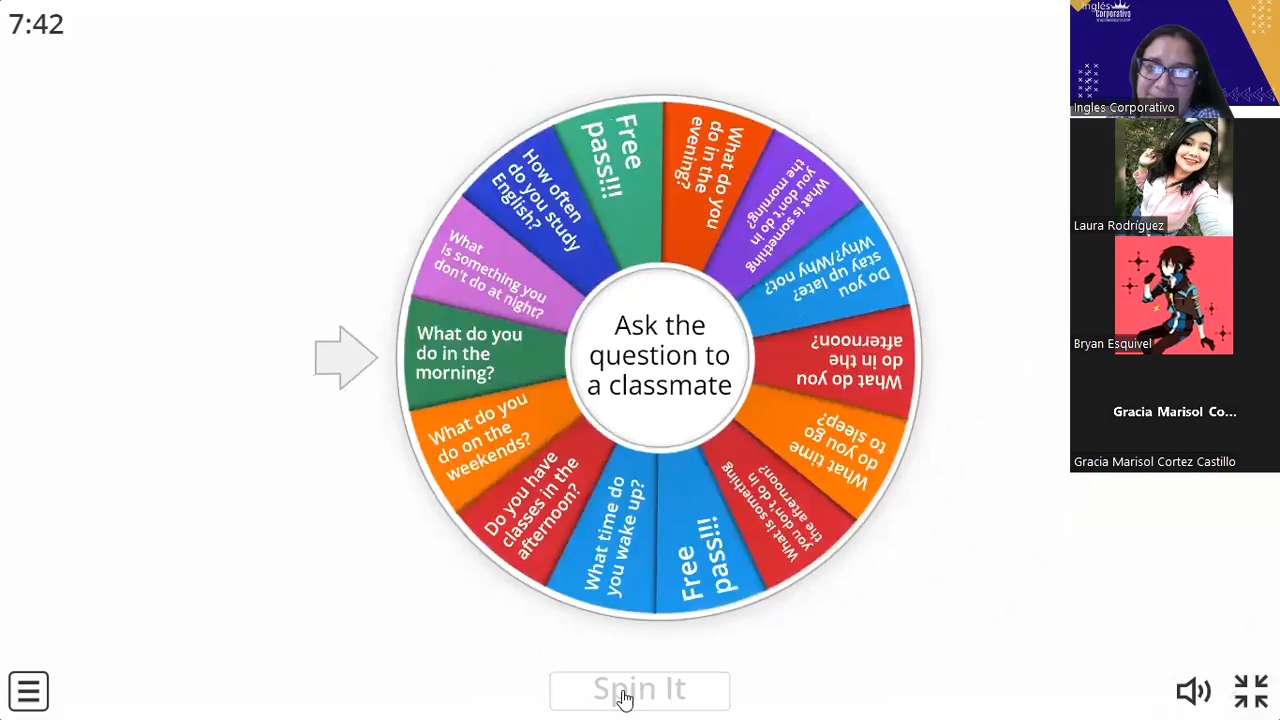 7:42
Free
pass!!!
What do you
do in the
evening?
What is something
you don't do in
the morning?
Do you
stay up late?
Why?/Why not?
What do you
do in the
afternoon?
What time
do you go
to sleep?
What is something
you don't do in
the afternoon?
Free
pass!!!
What time do
you wake up?
Do you have
classes in the
afternoon?
What do you
do on the
weekends?
What do you
do in the
morning?
What
is something you
don't do at night?
How often
do you study
English?
Ask the
question to
a classmate
Spin It
Inglés
Corporativo
Ingles Corporativo
Laura Rodríguez
Bryan Esquivel
Gracia Marisol Co...
Gracia Marisol Cortez Castillo